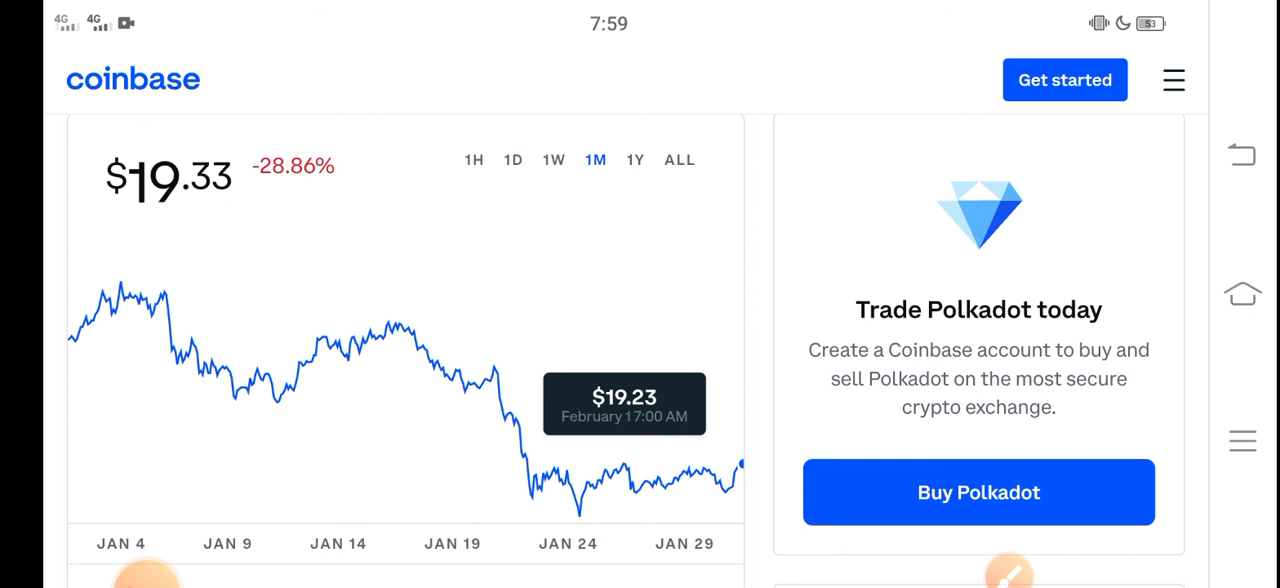 4G 4G 7:59 53
coinbase Get started
$19.33 -28.86% 1H 1D 1W 1M 1Y ALL
$19.23
February 1 7:00 AM
JAN 4 JAN 9 JAN 14 JAN 19 JAN 24 JAN 29
Trade Polkadot today
Create a Coinbase account to buy and
sell Polkadot on the most secure
crypto exchange.
Buy Polkadot